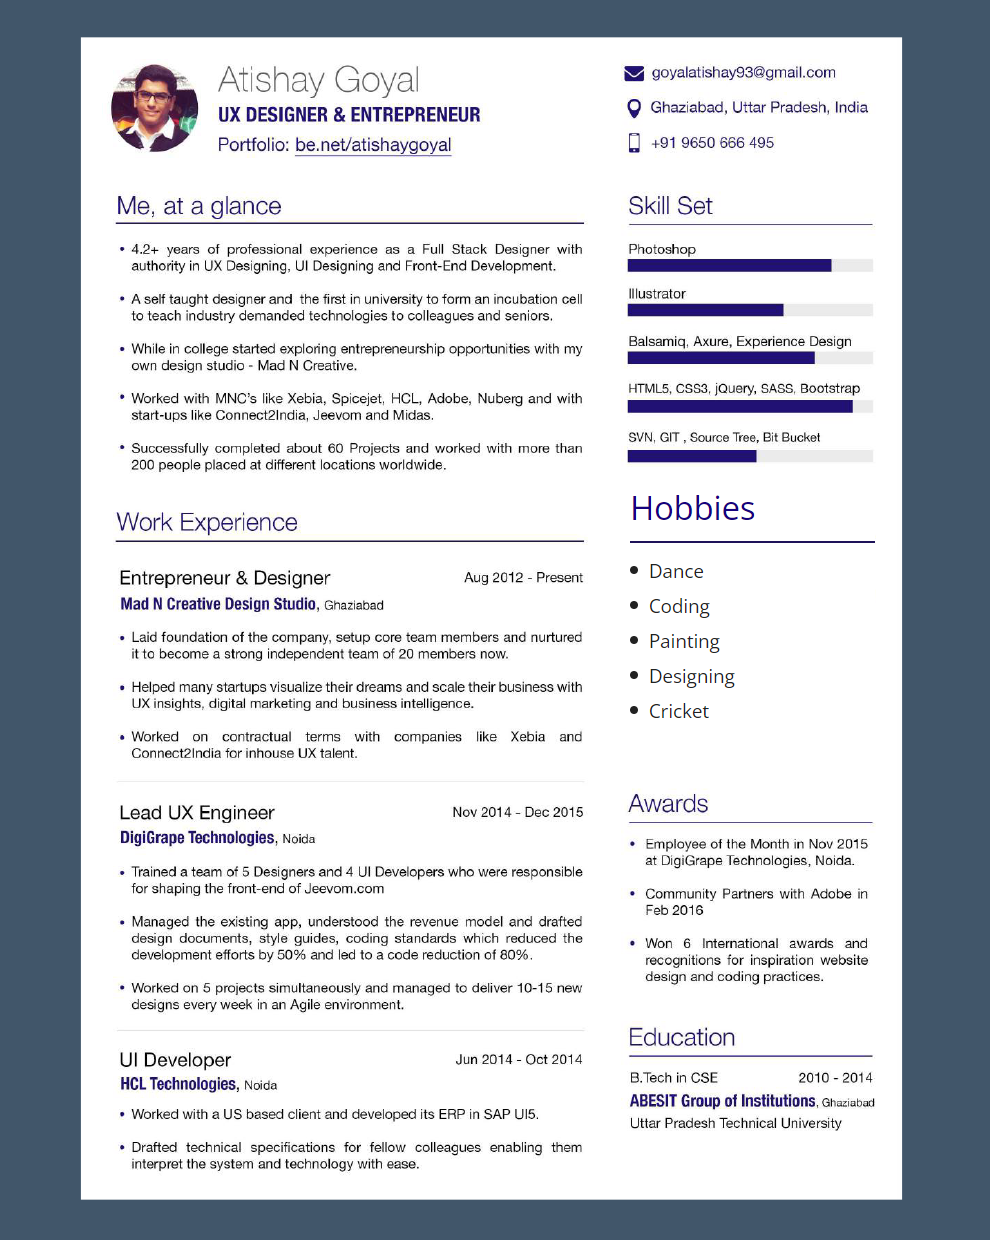 Atishay Goyal
UX DESIGNER & ENTREPRENEUR
Portfolio: be.net/atishaygoyal
goyalatishay93@gmail.com
Ghaziabad, Uttar Pradesh, India
+91 9650 666 495
Me, at a glance
• 4.2+ years of professional experience as a Full Stack Designer with
authority in UX Designing, UI Designing and Front-End Development.
• A self taught designer and the first in university to form an incubation cell
to teach industry demanded technologies to colleagues and seniors.
• While in college started exploring entrepreneurship opportunities with my
own design studio - Mad N Creative.
• Worked with MNC's like Xebia, Spicejet, HCL, Adobe, Nuberg and with
start-ups like Connect2India, Jeevom and Midas.
• Successfully completed about 60 Projects and worked with more than
200 people placed at different locations worldwide.
Work Experience
Entrepreneur & Designer Aug 2012 - Present
Mad N Creative Design Studio, Ghaziabad
• Laid foundation of the company, setup core team members and nurtured
it to become a strong independent team of 20 members now.
• Helped many startups visualize their dreams and scale their business with
UX insights, digital marketing and business intelligence.
• Worked on contractual terms with companies like Xebia and
Connect2India for inhouse UX talent.
Lead UX Engineer Nov 2014 - Dec 2015
DigiGrape Technologies, Noida
• Trained a team of 5 Designers and 4 UI Developers who were responsible
for shaping the front-end of Jeevom.com
• Managed the existing app, understood the revenue model and drafted
design documents, style guides, coding standards which reduced the
development efforts by 50% and led to a code reduction of 80%.
• Worked on 5 projects simultaneously and managed to deliver 10-15 new
designs every week in an Agile environment.
UI Developer Jun 2014 - Oct 2014
HCL Technologies, Noida
• Worked with a US based client and developed its ERP in SAP UI5.
• Drafted technical specifications for fellow colleagues enabling them
interpret the system and technology with ease.
Skill Set
Photoshop
Illustrator
Balsamiq, Axure, Experience Design
HTML5, CSS3, jQuery, SASS, Bootstrap
SVN, GIT , Source Tree, Bit Bucket
Hobbies
• Dance
• Coding
• Painting
• Designing
• Cricket
Awards
• Employee of the Month in Nov 2015
at DigiGrape Technologies, Noida.
• Community Partners with Adobe in
Feb 2016
• Won 6 International awards and
recognitions for inspiration website
design and coding practices.
Education
B.Tech in CSE 2010 - 2014
ABESIT Group of Institutions, Ghaziabad
Uttar Pradesh Technical University